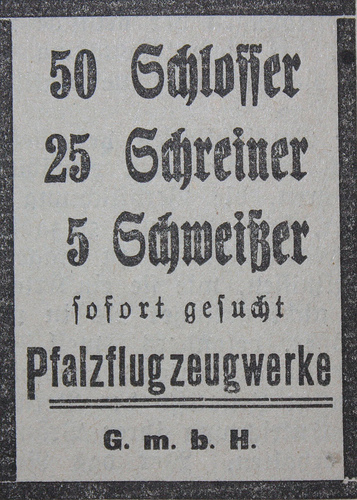 50 Schlosser
25 Schreiner
5 Schweißer
sofort gesucht
Pfalzflugzeugwerke
G. m. b. H.